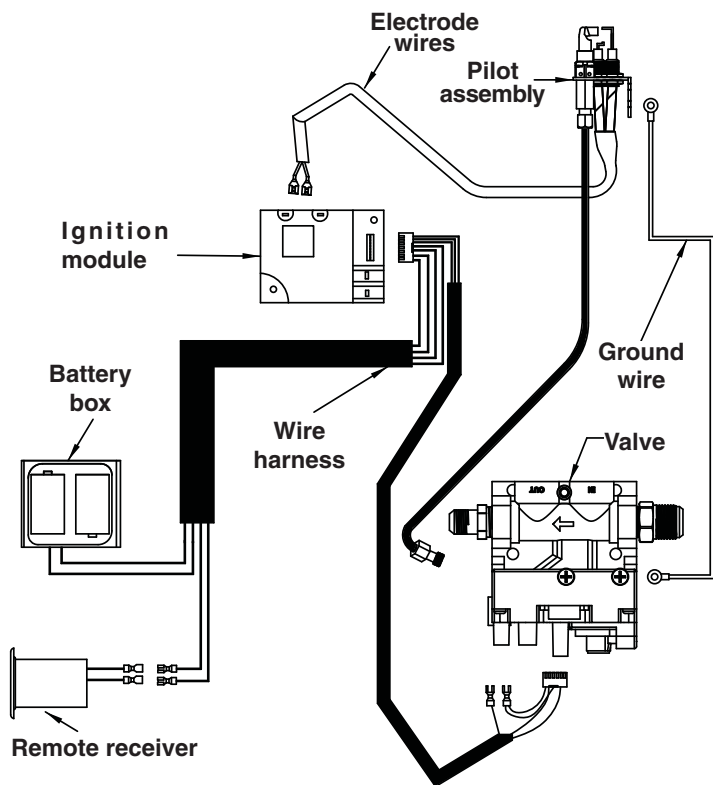 Electrode
wires
Pilot
assembly
Ignition
module
Ground
wire
Battery
box
Wire
harness
Valve
OUT
IN
Remote receiver